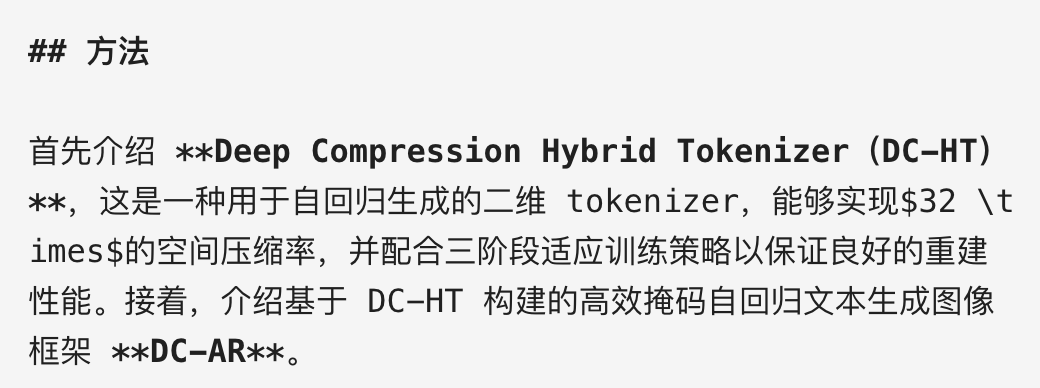 ## 方法
首先介绍 **Deep Compression Hybrid Tokenizer（DC-HT）
**，这是一种用于自回归生成的二维 tokenizer，能够实现$32 \t
imes$的空间压缩率，并配合三阶段适应训练策略以保证良好的重建
性能。接着，介绍基于 DC-HT 构建的高效掩码自回归文本生成图像
框架 **DC-AR**。